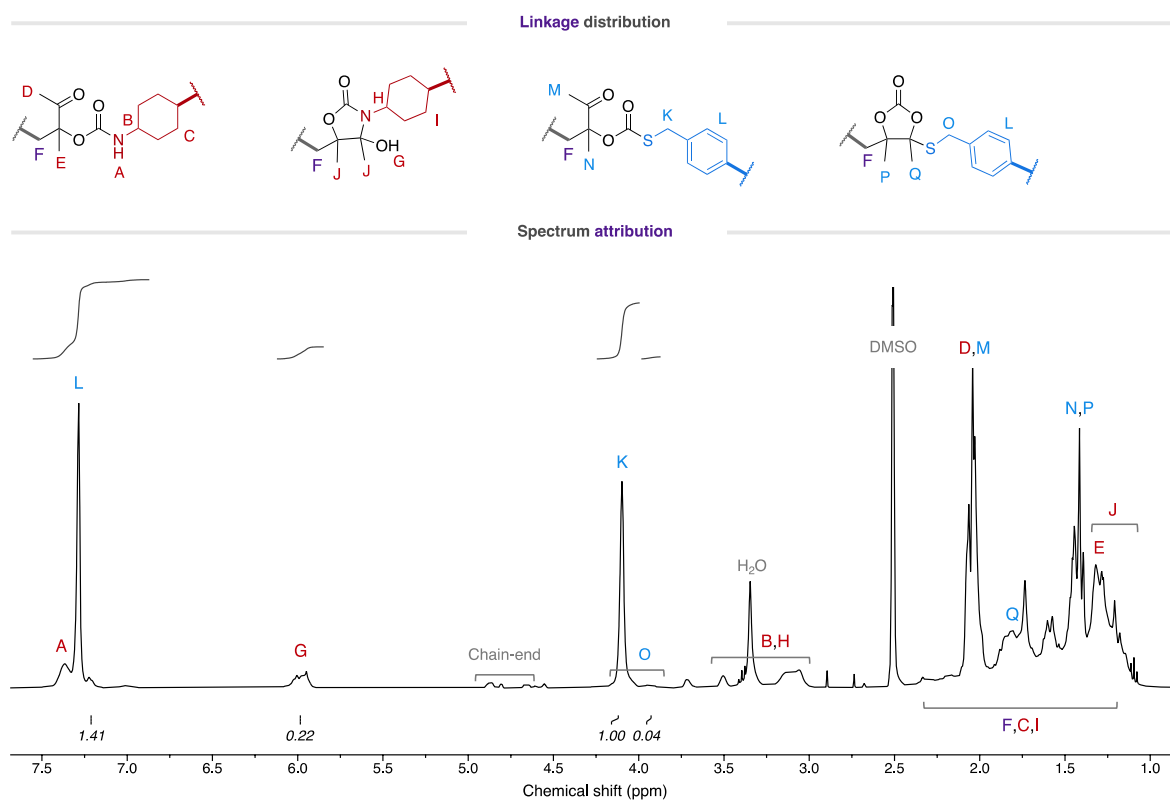 Linkage distribution
D O O B N H A C F E O
O O N H I O F J J OH G
M O O K L O S F N
O O O O L S F P Q
Spectrum attribution
DMSO
D,M
L
N,P
K
J
E
H2O
Q
A
G
Chain-end
O
B,H
F,C,I
1.41 0.22 1.00 0.04
7.5 7.0 6.5 6.0 5.5 5.0 4.5 4.0 3.5 3.0 2.5 2.0 1.5 1.0
Chemical shift (ppm)